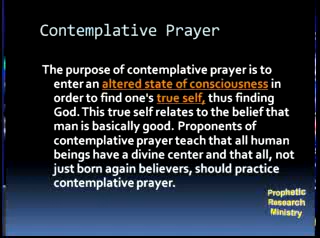 Contemplative Prayer
The purpose of contemplative prayer is to
enter an altered state of consciousness in
order to find one's true self, thus finding
God. This true self relates to the belief that
man is basically good. Proponents of
contemplative prayer teach that all human
beings have a divine center and that all, not
just born again believers, should practice
contemplative prayer.
Prophetic
Research
Ministry